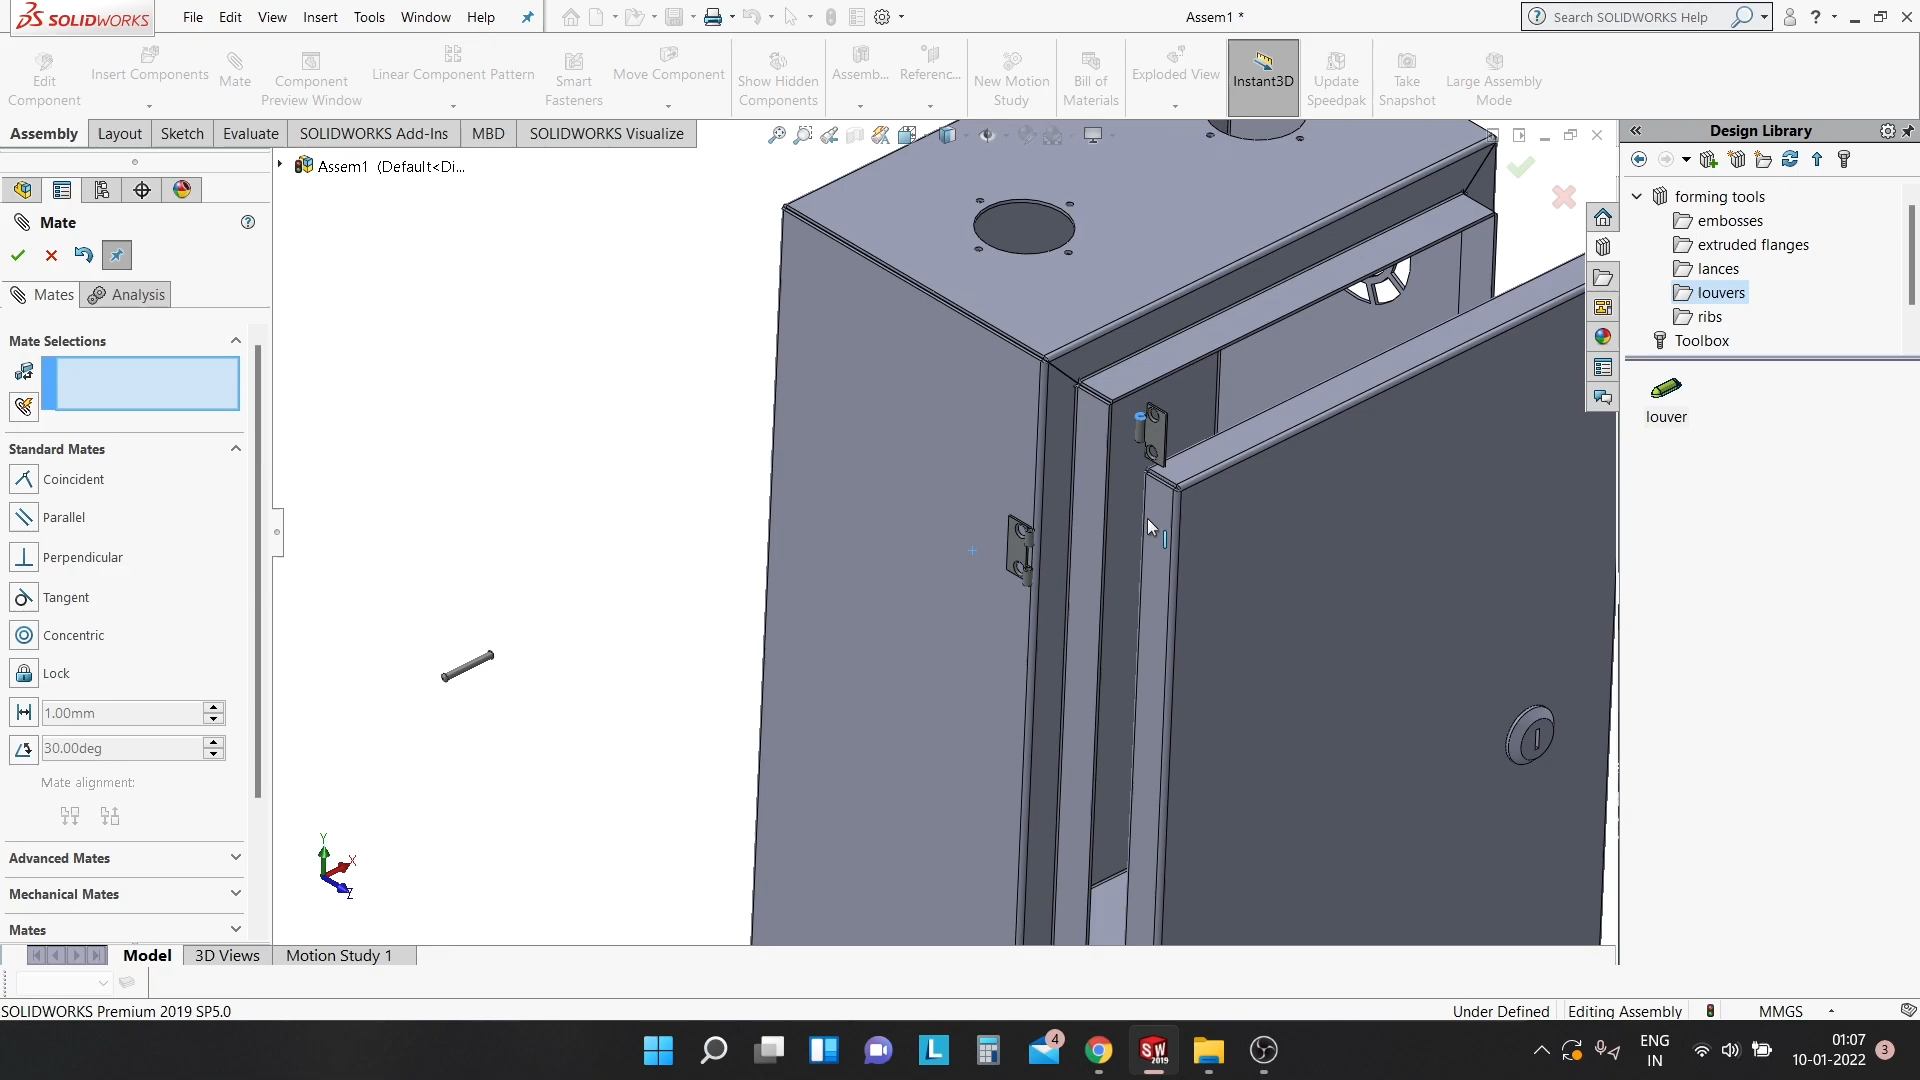 SOLIDWORKS File Edit View Insert Tools Window Help Assem1 * Search SOLIDWORKS Help
Edit Component
Insert Components
Mate
Component Preview Window
Linear Component Pattern
Smart Fasteners
Move Component
Show Hidden Components
Assemb...
Referenc...
New Motion Study
Bill of Materials
Exploded View
Instant3D
Update Speedpak
Take Snapshot
Large Assembly Mode
Assembly Layout Sketch Evaluate SOLIDWORKS Add-Ins MBD SOLIDWORKS Visualize
Assem1 (Default<Di...
Mate
Mates Analysis
Mate Selections
Standard Mates
Coincident
Parallel
Perpendicular
Tangent
Concentric
Lock
1.00mm
30.00deg
Mate alignment:
Advanced Mates
Mechanical Mates
Mates
Y
X
Z
Design Library
forming tools
embosses
extruded flanges
lances
louvers
ribs
Toolbox
louver
Model 3D Views Motion Study 1
SOLIDWORKS Premium 2019 SP5.0 Under Defined Editing Assembly MMGS
4
L
SW
2019
ENG
IN
01:07
10-01-2022
3